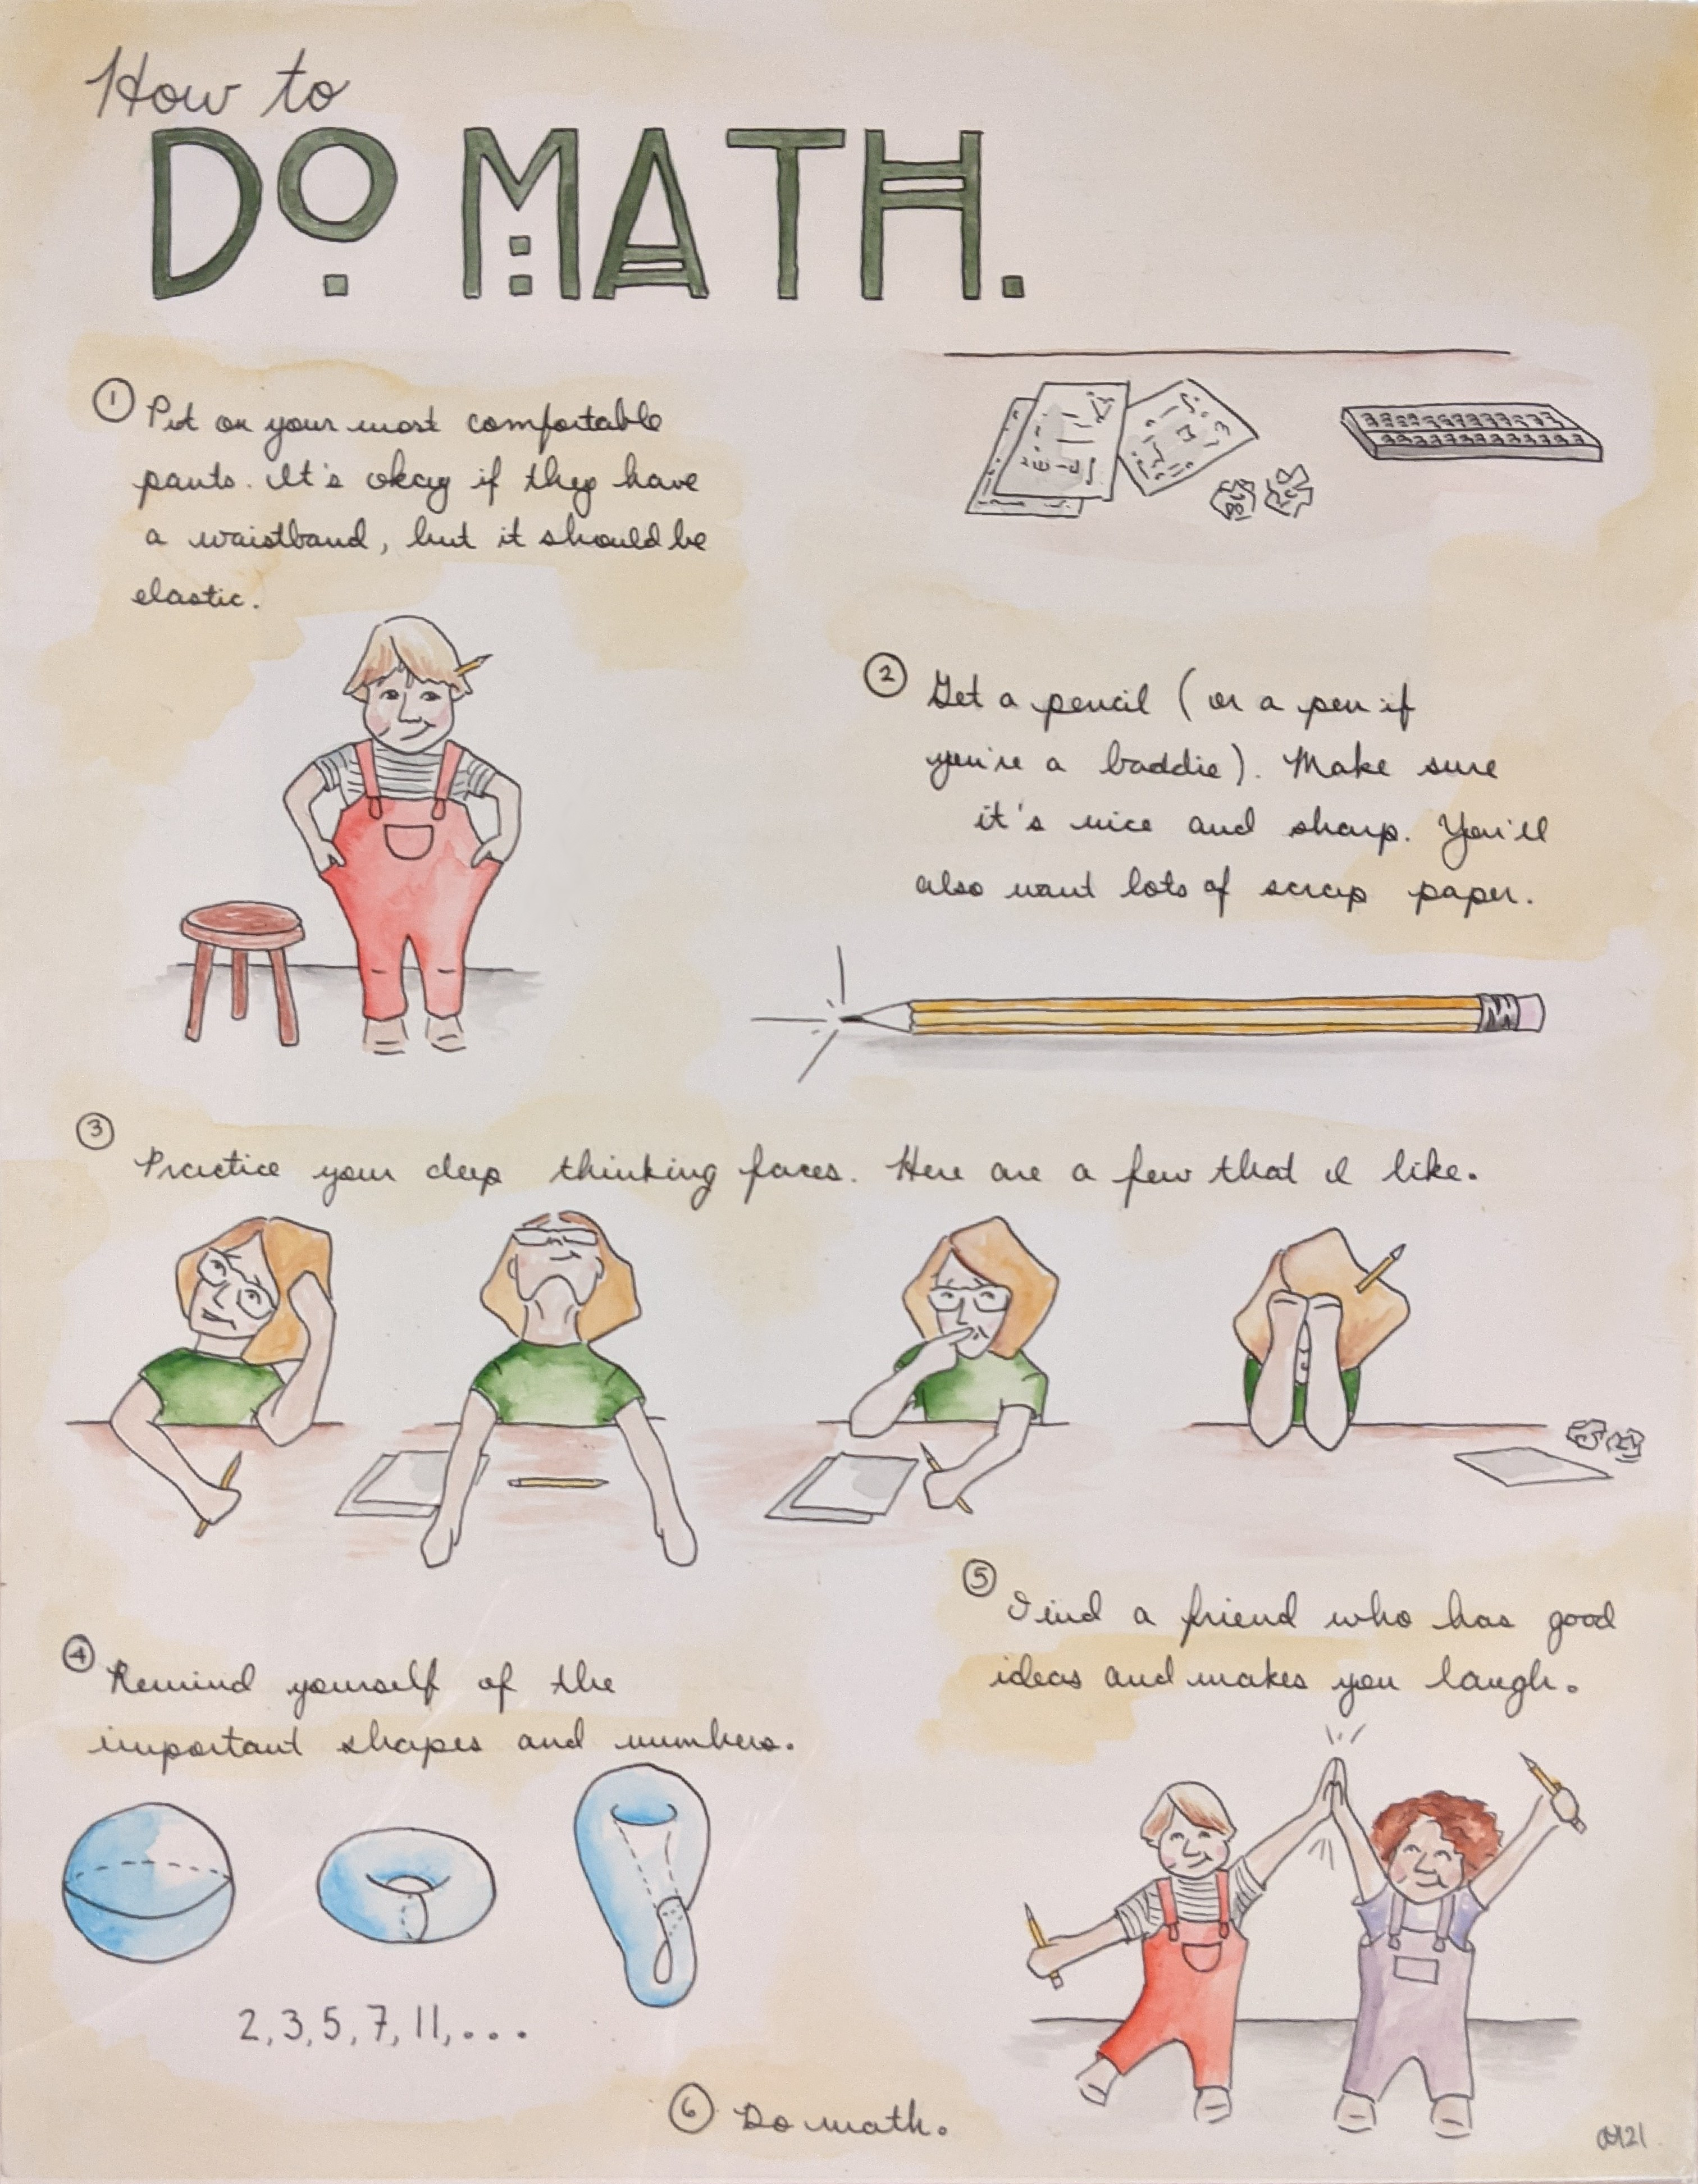 How to
DO MATH.
1 Put on your most comfortable
pants. It's okay if they have
a waistband, but it should be
elastic.
2 Get a pencil (or a pen if
you're a baddie). Make sure
it's nice and sharp. You'll
also want lots of scrap paper.
3 Practice your deep thinking faces. Here are a few that I like.
4 Remind yourself of the
important shapes and numbers.
2, 3, 5, 7, 11, . . .
5 Find a friend who has good
ideas and makes you laugh.
6 Do math.